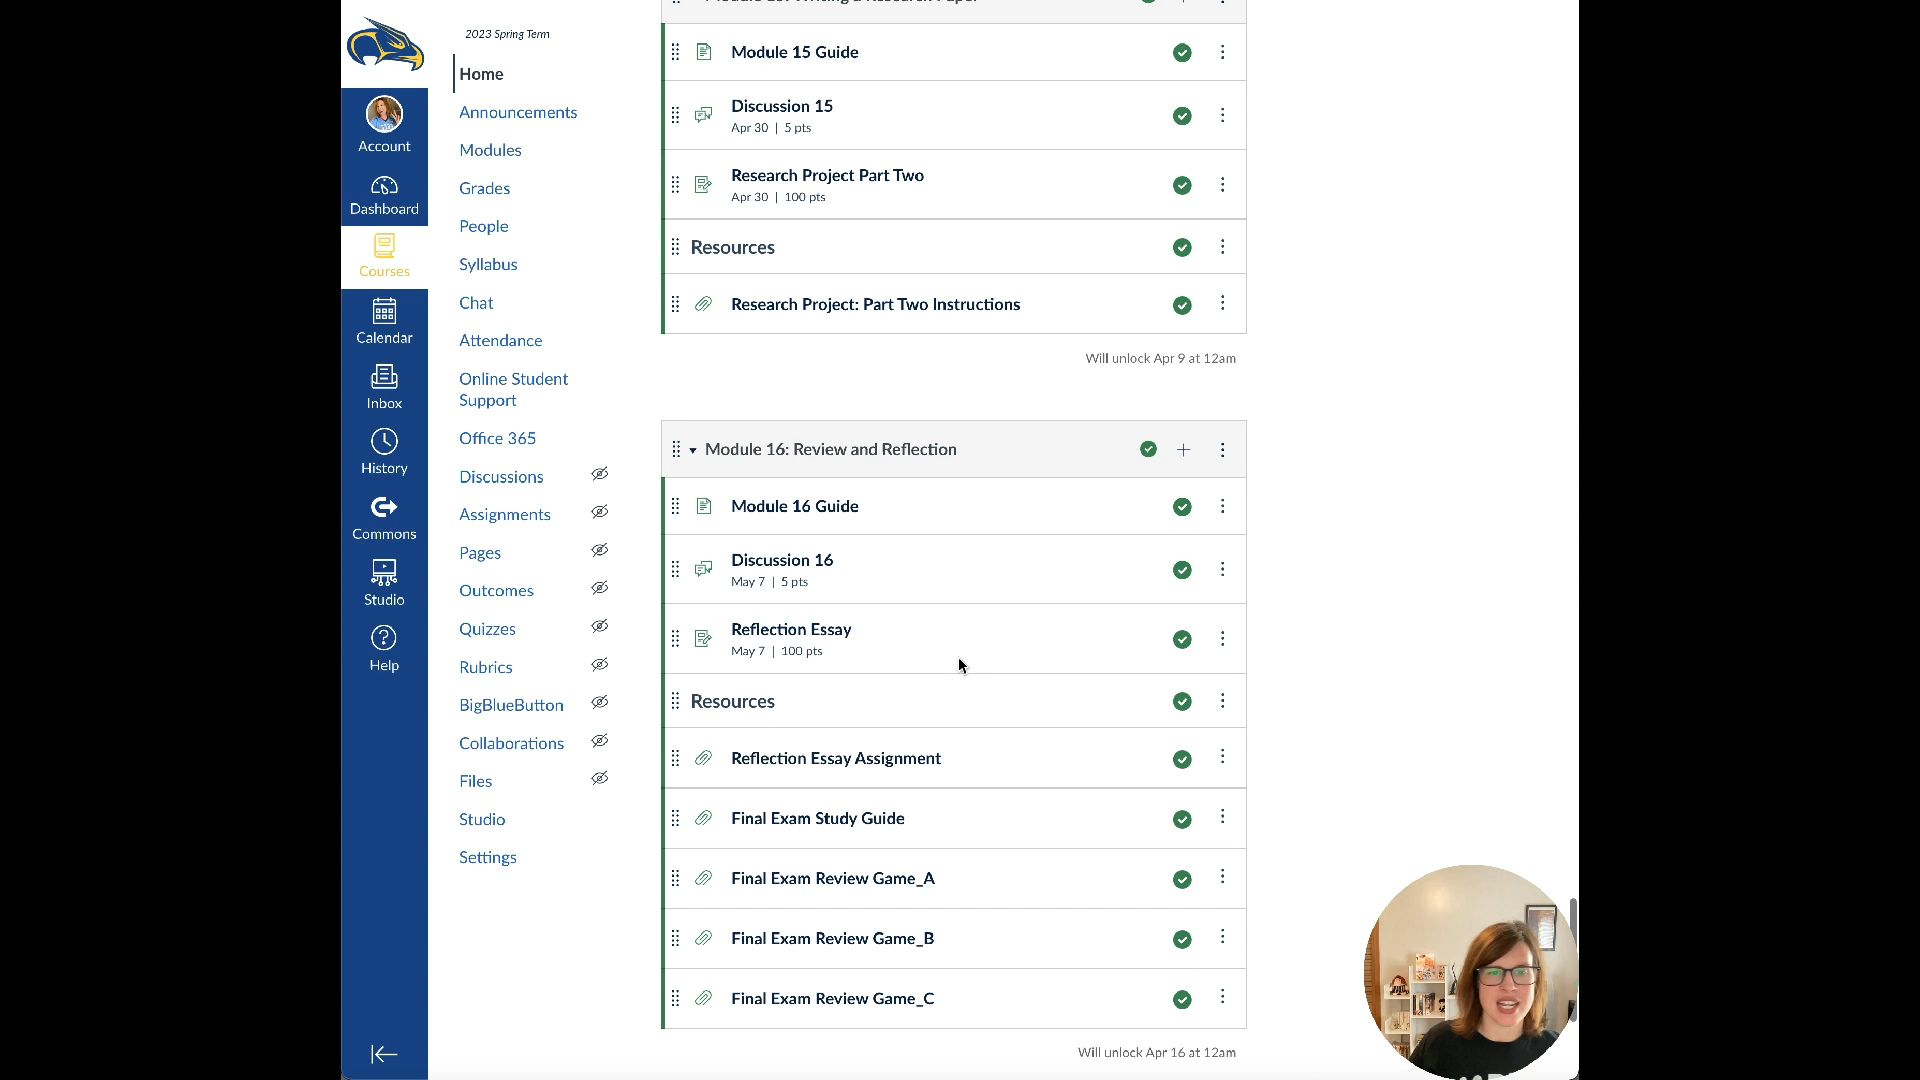 2023 Spring Term
Home
Announcements
Modules
Grades
People
Syllabus
Chat
Attendance
Online Student
Support
Office 365
Discussions
Assignments
Pages
Outcomes
Quizzes
Rubrics
BigBlueButton
Collaborations
Files
Studio
Settings
Account
Dashboard
Courses
Calendar
Inbox
History
Commons
Studio
Help
Module 15 Guide
Discussion 15
Apr 30 | 5 pts
Research Project Part Two
Apr 30 | 100 pts
Resources
Research Project: Part Two Instructions
Will unlock Apr 9 at 12am
Module 16: Review and Reflection
Module 16 Guide
Discussion 16
May 7 | 5 pts
Reflection Essay
May 7 | 100 pts
Resources
Reflection Essay Assignment
Final Exam Study Guide
Final Exam Review Game_A
Final Exam Review Game_B
Final Exam Review Game_C
Will unlock Apr 16 at 12am